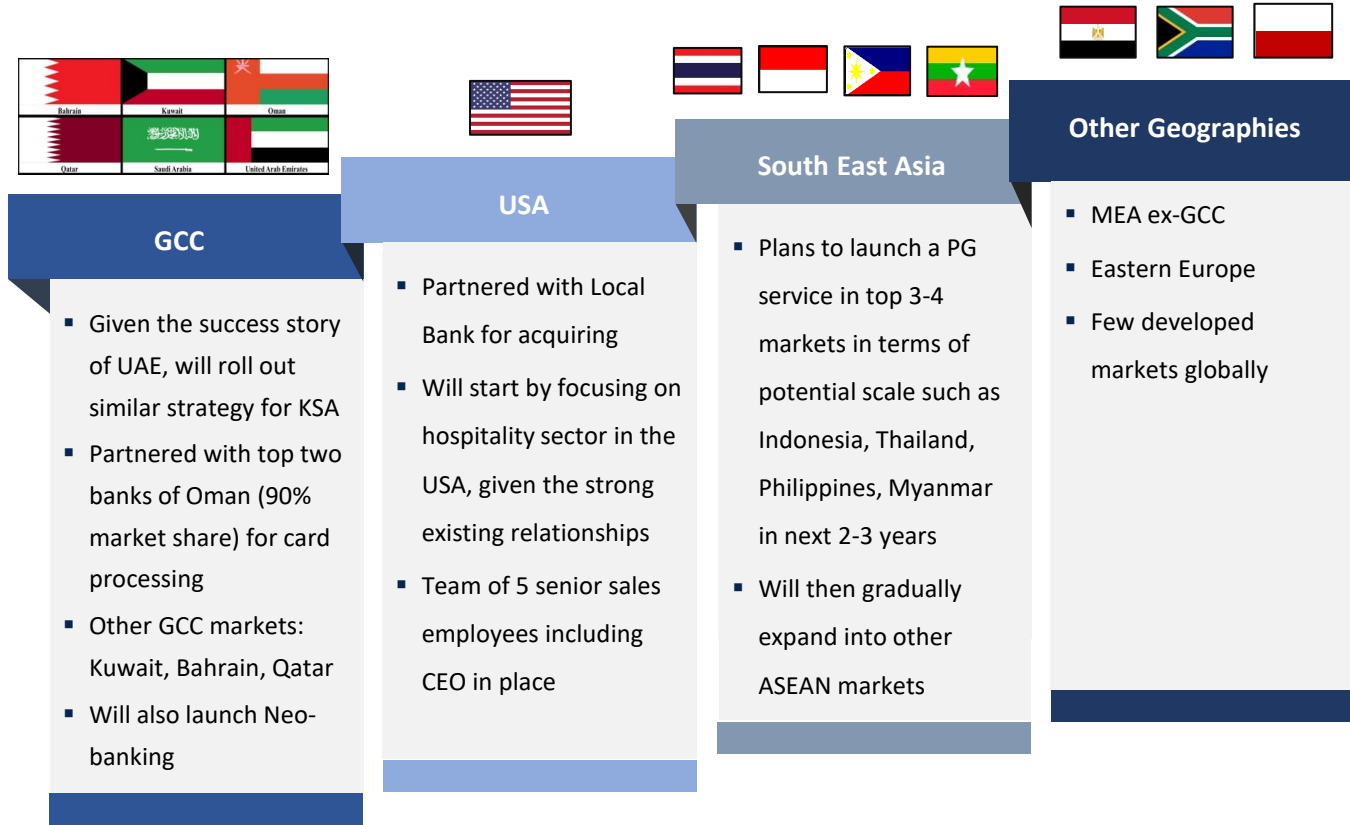 Bahrain
Kuwait
Oman
Qatar
Saudi Arabia
United Arab Emirates
GCC
▪ Given the success story
of UAE, will roll out
similar strategy for KSA
▪ Partnered with top two
banks of Oman (90%
market share) for card
processing
▪ Other GCC markets:
Kuwait, Bahrain, Qatar
▪ Will also launch Neo-
banking
USA
▪ Partnered with Local
Bank for acquiring
▪ Will start by focusing on
hospitality sector in the
USA, given the strong
existing relationships
▪ Team of 5 senior sales
employees including
CEO in place
South East Asia
▪ Plans to launch a PG
service in top 3-4
markets in terms of
potential scale such as
Indonesia, Thailand,
Philippines, Myanmar
in next 2-3 years
▪ Will then gradually
expand into other
ASEAN markets
Other Geographies
▪ MEA ex-GCC
▪ Eastern Europe
▪ Few developed
markets globally